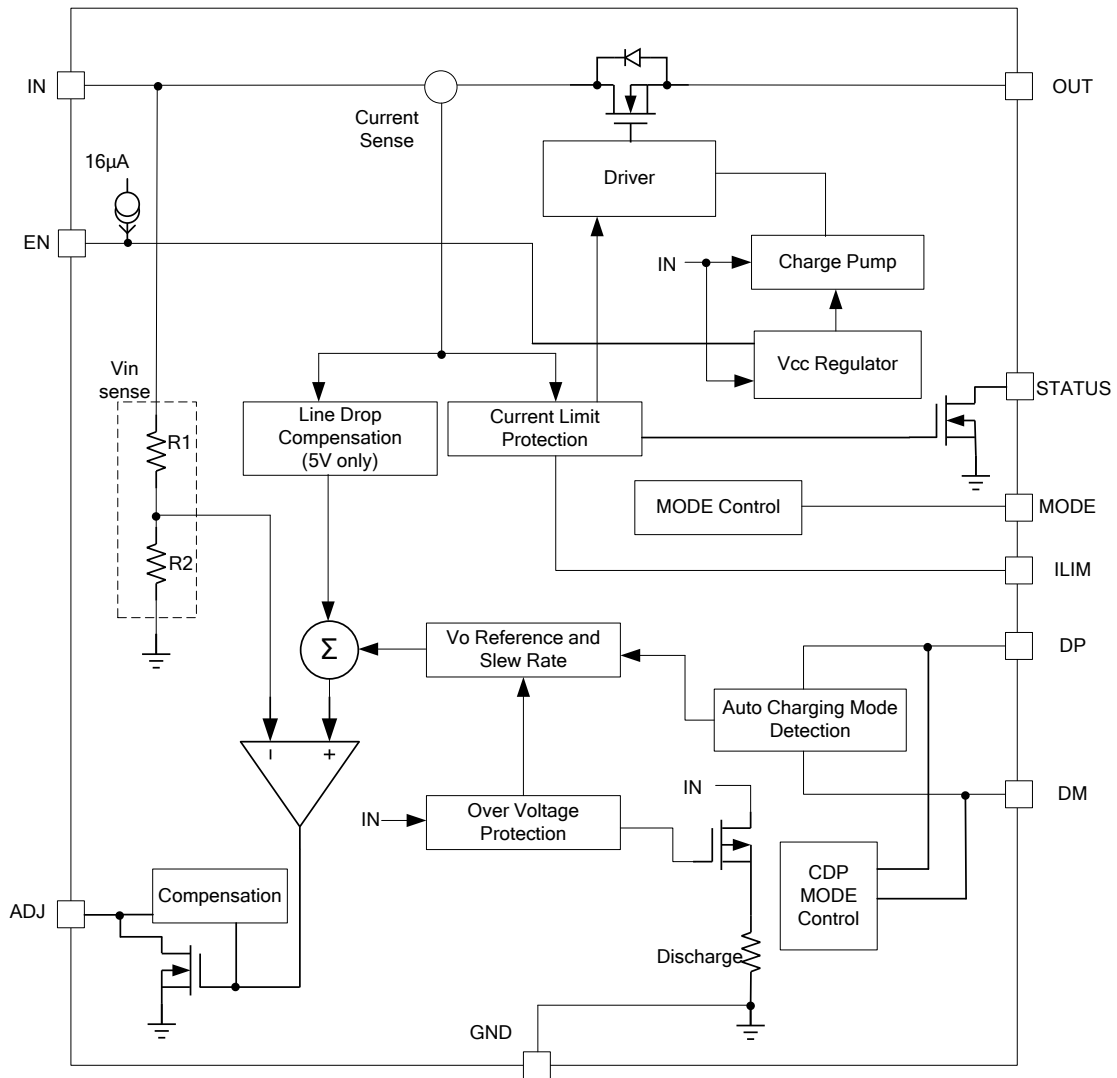 IN
OUT
Current
Sense
16µA
Driver
EN
IN
Charge Pump
Vin
sense
Vcc Regulator
STATUS
R1
Line Drop
Compensation
(5V only)
Current Limit
Protection
MODE Control
MODE
R2
ILIM
Σ
Vo Reference and
Slew Rate
DP
Auto Charging Mode
Detection
− +
IN
DM
IN
Over Voltage
Protection
CDP
MODE
Control
Compensation
ADJ
Discharge
GND